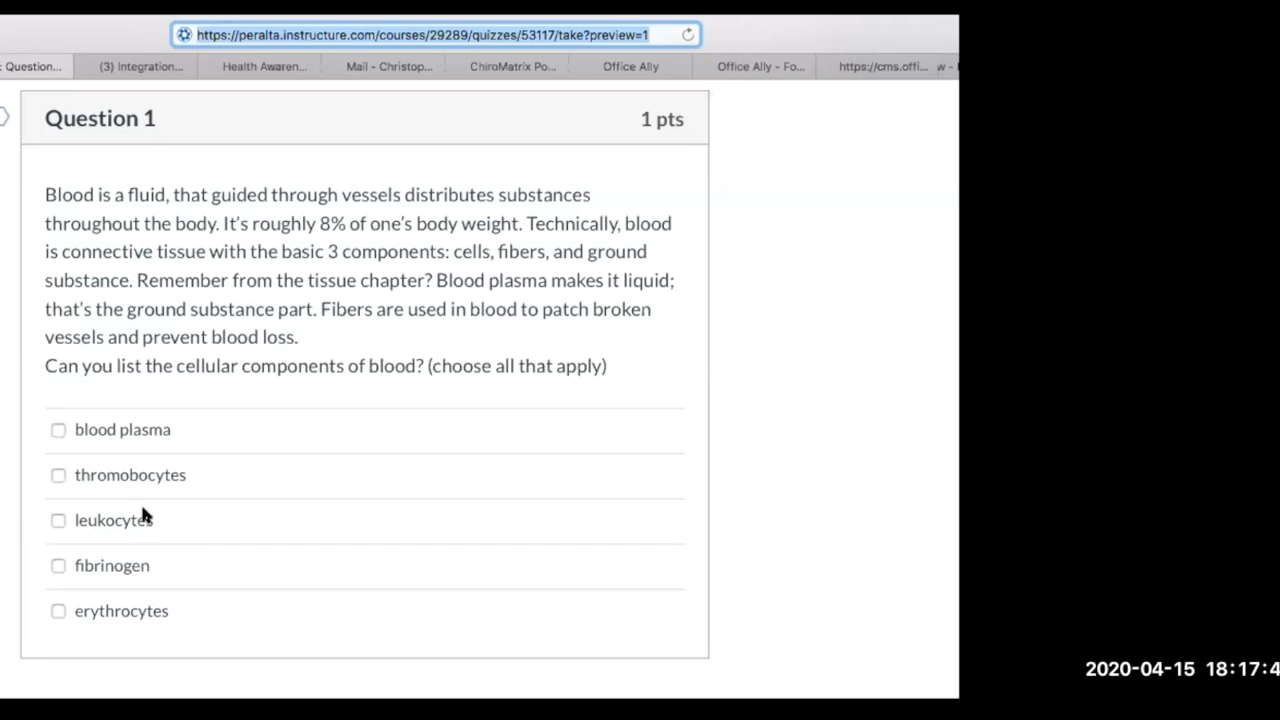 https://peralta.instructure.com/courses/29289/quizzes/53117/take?preview=1
: Question... (3) Integration... Health Awaren... Mail - Christop... ChiroMatrix Po... Office Ally Office Ally - Fo... https://cms.offi... w -
Question 1 1 pts
Blood is a fluid, that guided through vessels distributes substances
throughout the body. It's roughly 8% of one's body weight. Technically, blood
is connective tissue with the basic 3 components: cells, fibers, and ground
substance. Remember from the tissue chapter? Blood plasma makes it liquid;
that's the ground substance part. Fibers are used in blood to patch broken
vessels and prevent blood loss.
Can you list the cellular components of blood? (choose all that apply)
blood plasma
thromobocytes
leukocytes
fibrinogen
erythrocytes
2020-04-15 18:17:4